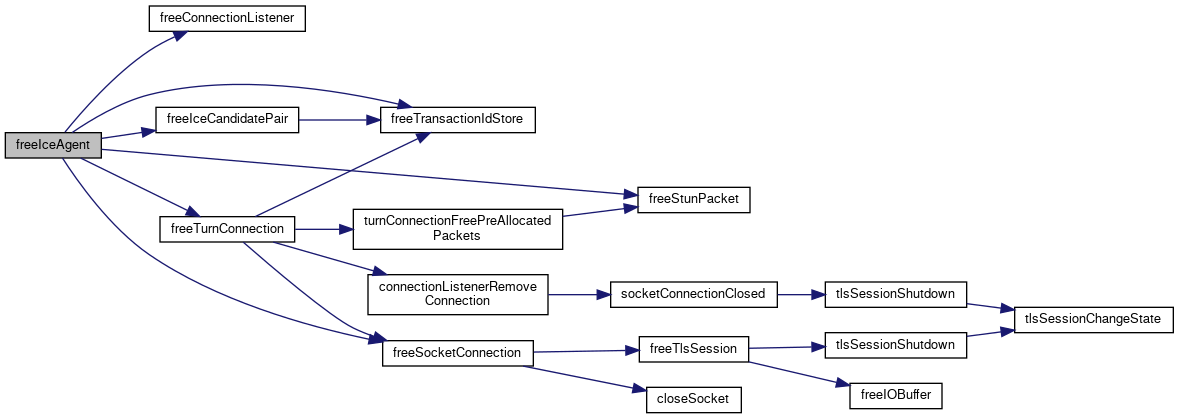 freeConnectionListener
freeIceCandidatePair
freeTransactionIdStore
freeIceAgent
freeStunPacket
freeTurnConnection
turnConnectionFreePreAllocated
Packets
connectionListenerRemove
Connection
socketConnectionClosed
tlsSessionShutdown
tlsSessionChangeState
freeSocketConnection
freeTlsSession
tlsSessionShutdown
closeSocket
freeIOBuffer